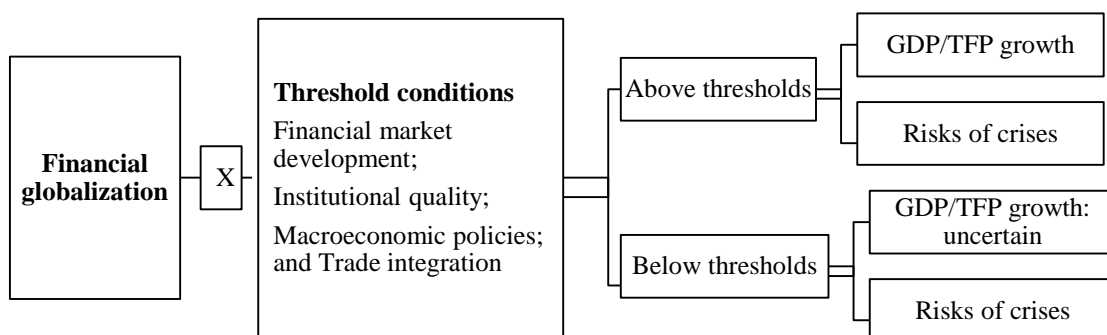 Financial
globalization
X
Threshold conditions
Financial market
development;
Institutional quality;
Macroeconomic policies;
and Trade integration
Above thresholds
GDP/TFP growth
Risks of crises
Below thresholds
GDP/TFP growth:
uncertain
Risks of crises